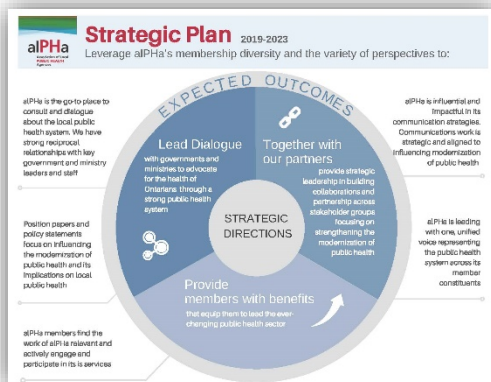 alPHa
Association of Local
PUBLIC HEALTH
Agencies
Strategic Plan 2019-2023
Leverage alPHa's membership diversity and the variety of perspectives to:
EXPECTED OUTCOMES
alPHa is the go-to place to
consult and dialogue
about the local public
health system. We have
strong reciprocal
relationships with key
government and ministry
leaders and staff
Position papers and
policy statements
focus on influencing
the modernization of
public health and its
implications on local
public health
alPHa members find the
work of alPHa relevant and
actively engage and
participate in its services
Lead Dialogue
with governments and
ministries to advocate
for the health of
Ontarians through a
strong public health
system
Together with
our partners
provide strategic
leadership in building
collaborations and
partnership across
stakeholder groups
focusing on
strengthening the
modernization of
public health
STRATEGIC
DIRECTIONS
Provide
members with benefits
that equip them to lead the ever-
changing public health sector
alPHa is influential and
impactful in its
communication strategies.
Communications work is
strategic and aligned to
influencing modernization
of public health
alPHa is leading
with one, unified
voice representing
the public health
system across its
member
constituents